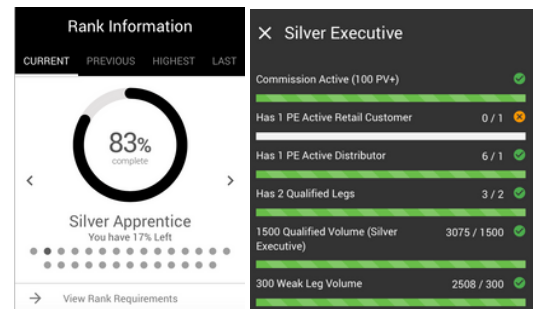 Rank Information
CURRENT PREVIOUS HIGHEST LAST
83%
complete
Silver Apprentice
You have 17% Left
View Rank Requirements
Silver Executive
Commission Active (100 PV+)
Has 1 PE Active Retail Customer 0 / 1
Has 1 PE Active Distributor 6 / 1
Has 2 Qualified Legs 3 / 2
1500 Qualified Volume (Silver 3075 / 1500
Executive)
300 Weak Leg Volume 2508 / 300